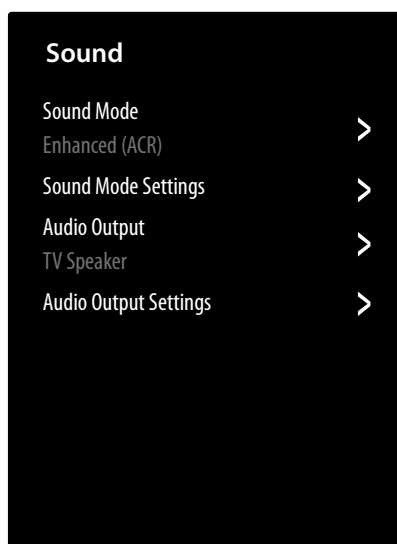 Sound
Sound Mode
Enhanced (ACR)
Sound Mode Settings
Audio Output
TV Speaker
Audio Output Settings